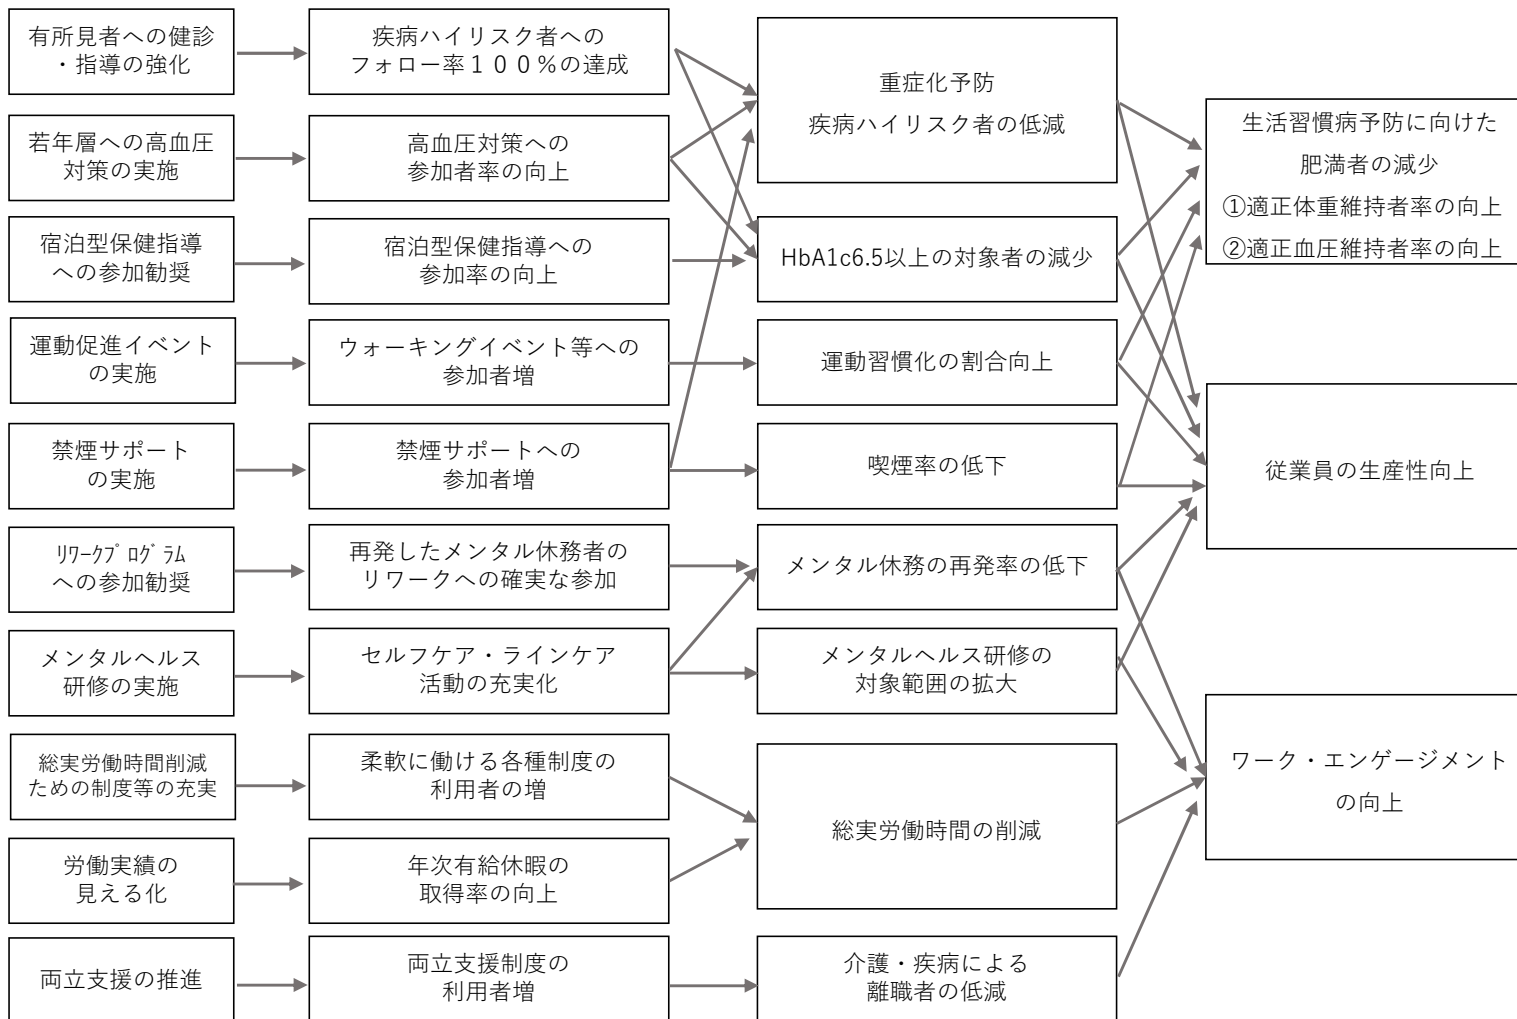 有所見者への健診
・指導の強化
若年層への高血圧
対策の実施
宿泊型保健指導
への参加勧奨
運動促進イベント
の実施
禁煙サポート
の実施
ﾘﾜｰｸﾌﾟﾛｸﾞﾗﾑ
への参加勧奨
メンタルヘルス
研修の実施
総実労働時間削減
ための制度等の充実
労働実績の
見える化
両立支援の推進
疾病ハイリスク者への
フォロー率１００％の達成
高血圧対策への
参加者率の向上
宿泊型保健指導への
参加率の向上
ウォーキングイベント等への
参加者増
禁煙サポートへの
参加者増
再発したメンタル休務者の
リワークへの確実な参加
セルフケア・ラインケア
活動の充実化
柔軟に働ける各種制度の
利用者の増
年次有給休暇の
取得率の向上
両立支援制度の
利用者増
重症化予防
疾病ハイリスク者の低減
HbA1c6.5以上の対象者の減少
運動習慣化の割合向上
喫煙率の低下
メンタル休務の再発率の低下
メンタルヘルス研修の
対象範囲の拡大
総実労働時間の削減
介護・疾病による
離職者の低減
生活習慣病予防に向けた
肥満者の減少
①適正体重維持者率の向上
②適正血圧維持者率の向上
従業員の生産性向上
ワーク・エンゲージメント
の向上